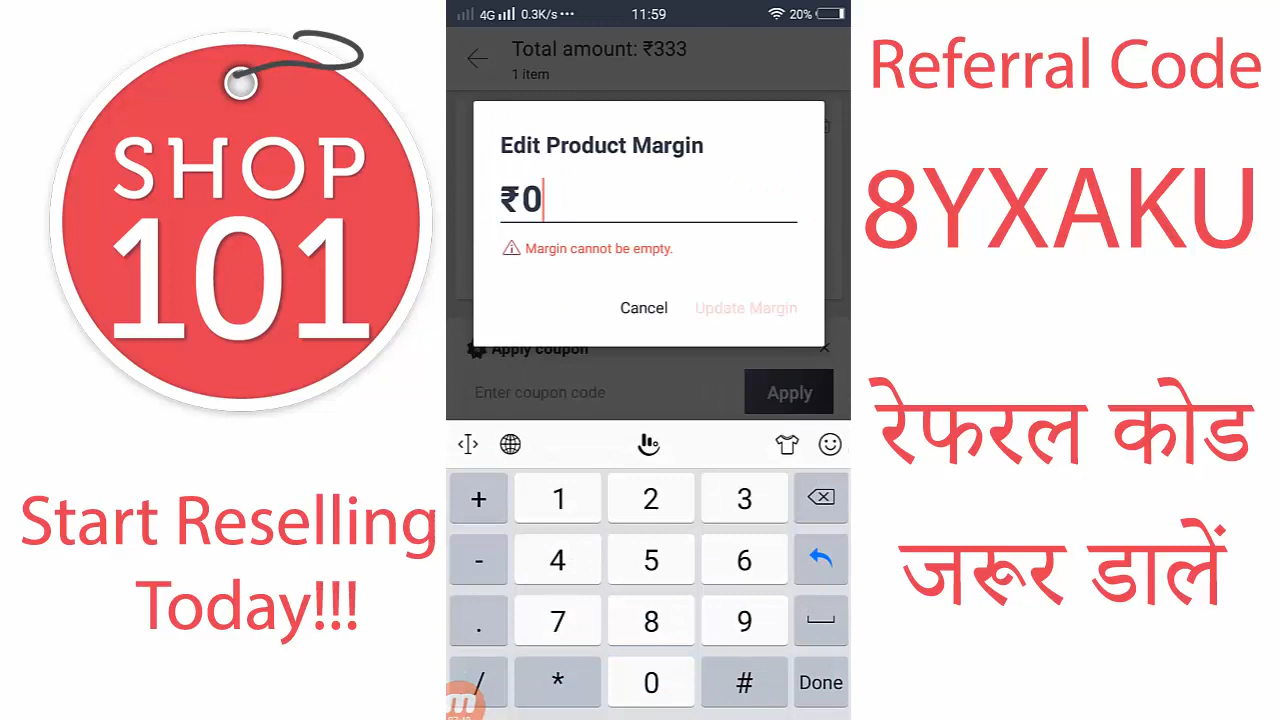 SHOP
101
Start Reselling
Today!!!
4G 0.3K/s ••• 11:59 20%
Total amount: ₹333
1 item
Edit Product Margin
₹0
Margin cannot be empty.
Cancel Update Margin
Apply coupon
Enter coupon code Apply
+ 1 2 3
- 4 5 6
. 7 8 9
/ * 0 # Done
Referral Code
8YXAKU
रेफरल कोड
जरूर डालें